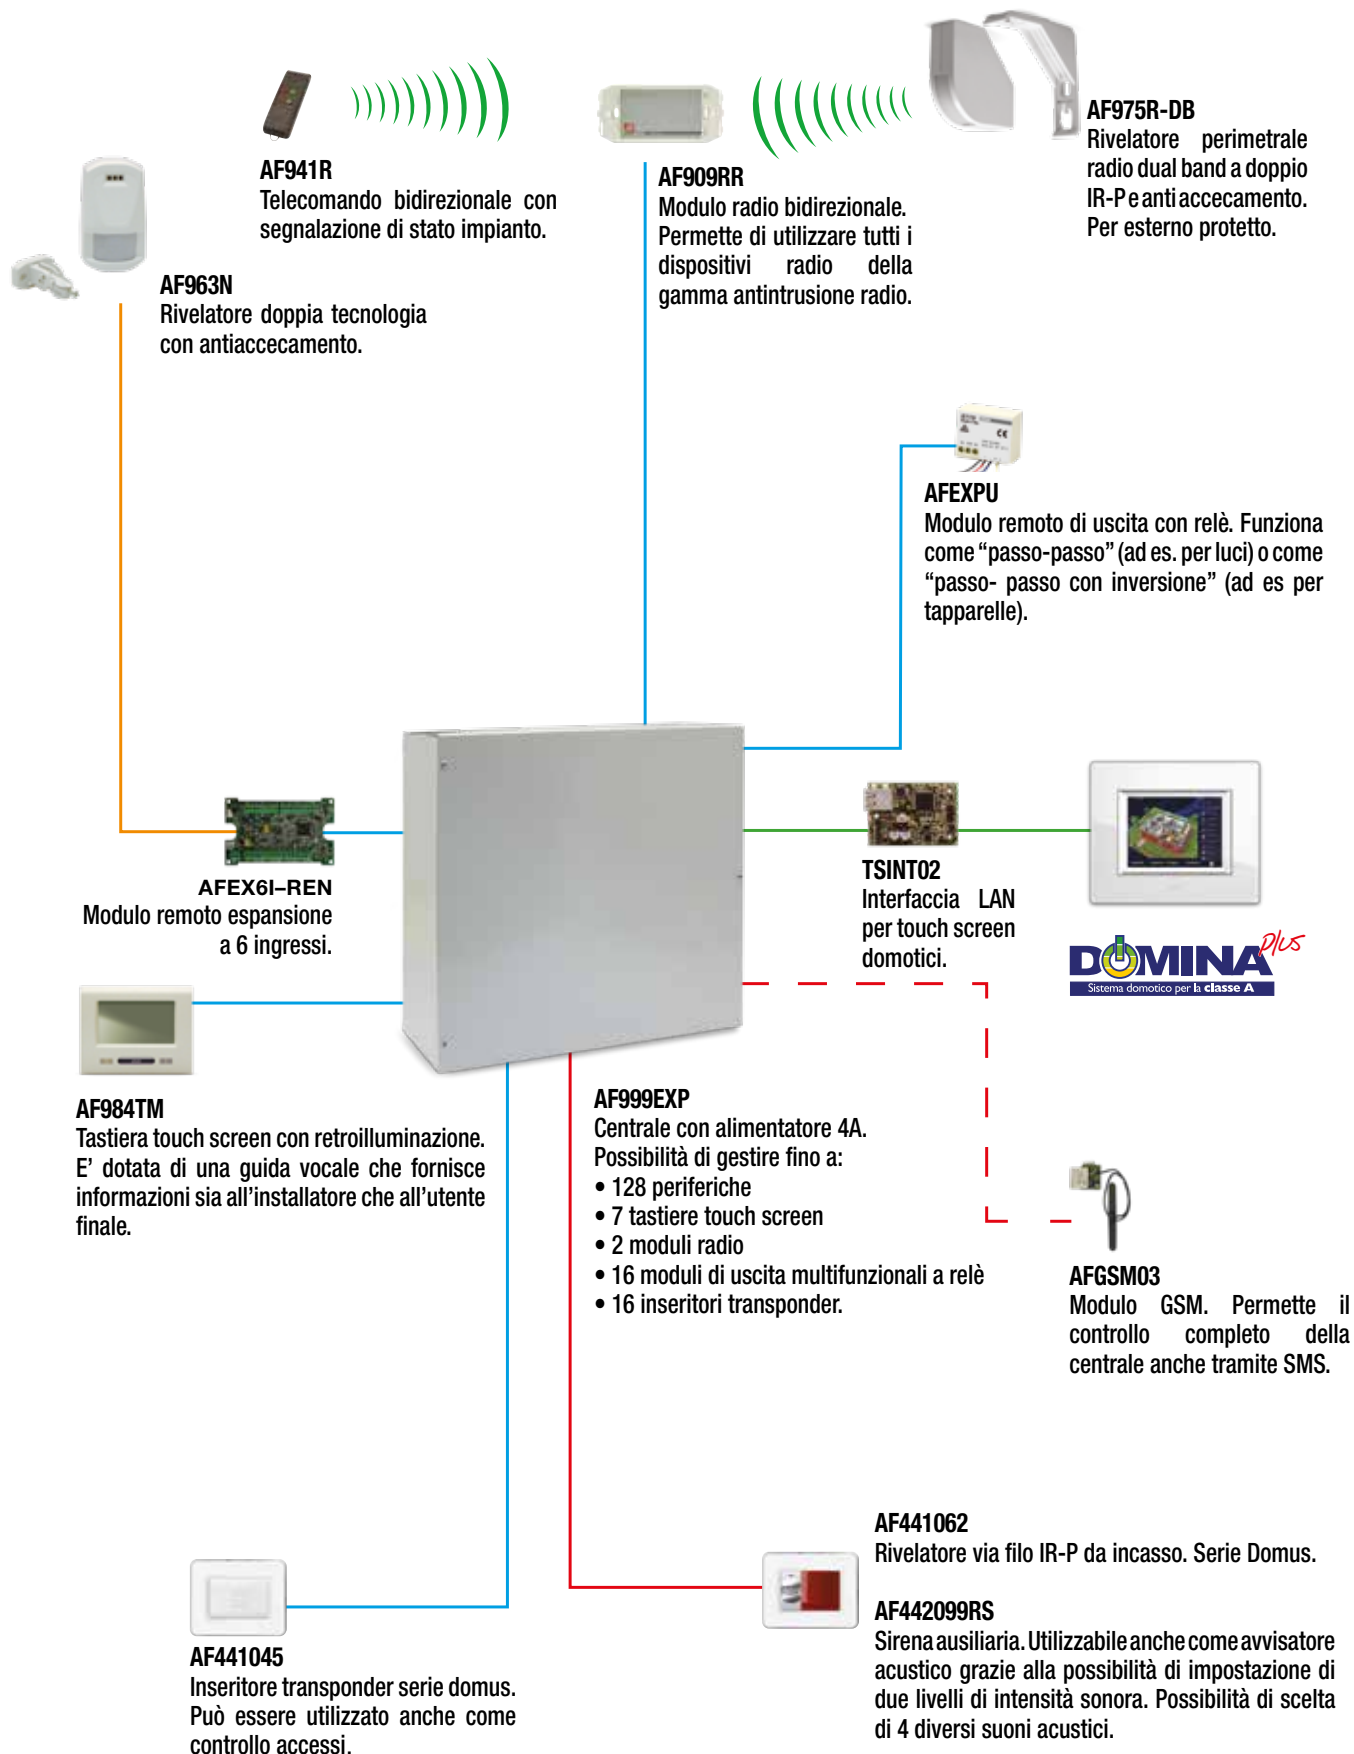 AF941R
Telecomando bidirezionale con
segnalazione di stato impianto.
AF909RR
Modulo radio bidirezionale.
Permette di utilizzare tutti i
dispositivi radio della
gamma antintrusione radio.
AF975R-DB
Rivelatore perimetrale
radio dual band a doppio
IR-P e anti accecamento.
Per esterno protetto.
AF963N
Rivelatore doppia tecnologia
con antiaccecamento.
CE
AFEXPU
Modulo remoto di uscita con relè. Funziona
come “passo-passo” (ad es. per luci) o come
“passo- passo con inversione” (ad es per
tapparelle).
AFEX6I–REN
Modulo remoto espansione
a 6 ingressi.
TSINT02
Interfaccia LAN
per touch screen
domotici.
DOMINA plus
Sistema domotico per la classe A
AF984TM
Tastiera touch screen con retroilluminazione.
E’ dotata di una guida vocale che fornisce
informazioni sia all’installatore che all’utente
finale.
AF999EXP
Centrale con alimentatore 4A.
Possibilità di gestire fino a:
• 128 periferiche
• 7 tastiere touch screen
• 2 moduli radio
• 16 moduli di uscita multifunzionali a relè
• 16 inseritori transponder.
AFGSM03
Modulo GSM. Permette il
controllo completo della
centrale anche tramite SMS.
AF441062
Rivelatore via filo IR-P da incasso. Serie Domus.
AF442099RS
Sirena ausiliaria. Utilizzabile anche come avvisatore
acustico grazie alla possibilità di impostazione di
due livelli di intensità sonora. Possibilità di scelta
di 4 diversi suoni acustici.
AF441045
Inseritore transponder serie domus.
Può essere utilizzato anche come
controllo accessi.